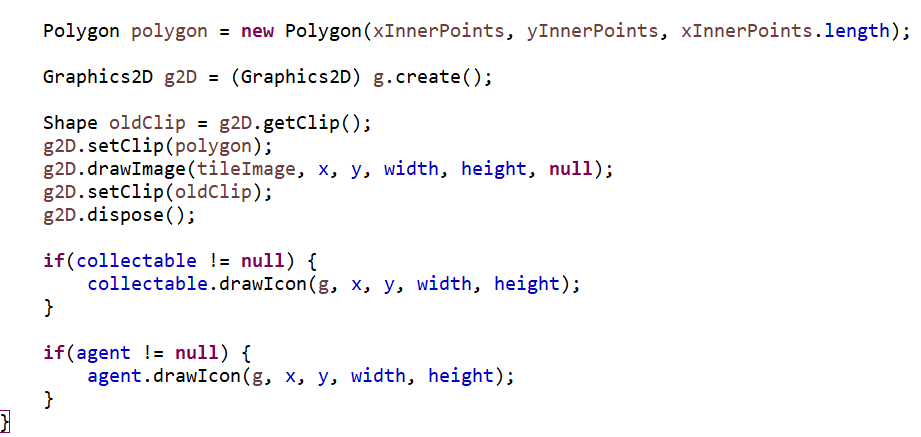 Polygon polygon = new Polygon(xInnerPoints, yInnerPoints, xInnerPoints.length);
Graphics2D g2D = (Graphics2D) g.create();
Shape oldClip = g2D.getClip();
g2D.setClip(polygon);
g2D.drawImage(tileImage, x, y, width, height, null);
g2D.setClip(oldClip);
g2D.dispose();
if(collectable != null) {
collectable.drawIcon(g, x, y, width, height);
}
if(agent != null) {
agent.drawIcon(g, x, y, width, height);
}
}